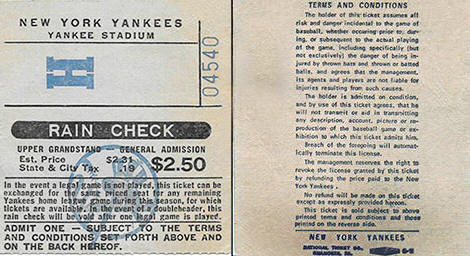 NEW YORK YANKEES
YANKEE STADIUM
H
04540
RAIN CHECK
UPPER GRANDSTAND GENERAL ADMISSION
Est. Price $2.31
State & City Tax .19 $2.50
In the event a legal game is not played, this ticket can be
exchanged for the same priced seat for any remaining
Yankees home league game during this season, for which
tickets are available. In the event of a doubleheader, this
rain check will be void after one legal game is played.
ADMIT ONE – SUBJECT TO THE TERMS
AND CONDITIONS SET FORTH ABOVE AND
ON THE BACK HEREOF.
TERMS AND CONDITIONS
The holder of this ticket assumes all
risk and danger incidental to the game of
baseball, whether occuring prior to, dur-
ing, or subsequent to the actual playing
of the game, including specifically (but
not exclusively) the danger of being in-
jured by thrown bats and thrown or batted
balls, and agrees that the management,
its agents and players are not liable for
injuries resulting from such causes.
The holder is admitted on condition,
and by use of this ticket agrees, that he
will not transmit or aid in transmitting
any description, account, picture or re-
production of the baseball game or exhi-
bition to which this ticket admits him.
Breach of the foregoing will auto-
matically terminate this license.
The management reserves the right to
revoke the license granted by this ticket
by refunding the price paid to the New
York Yankees.
No refund will be made on this ticket
except as expressly provided hereon.
This ticket is sold subject to above
printed terms and conditions and those
printed on the reverse side.
NEW YORK YANKEES
NATIONAL TICKET CO.
SHAMOKIN, PA.